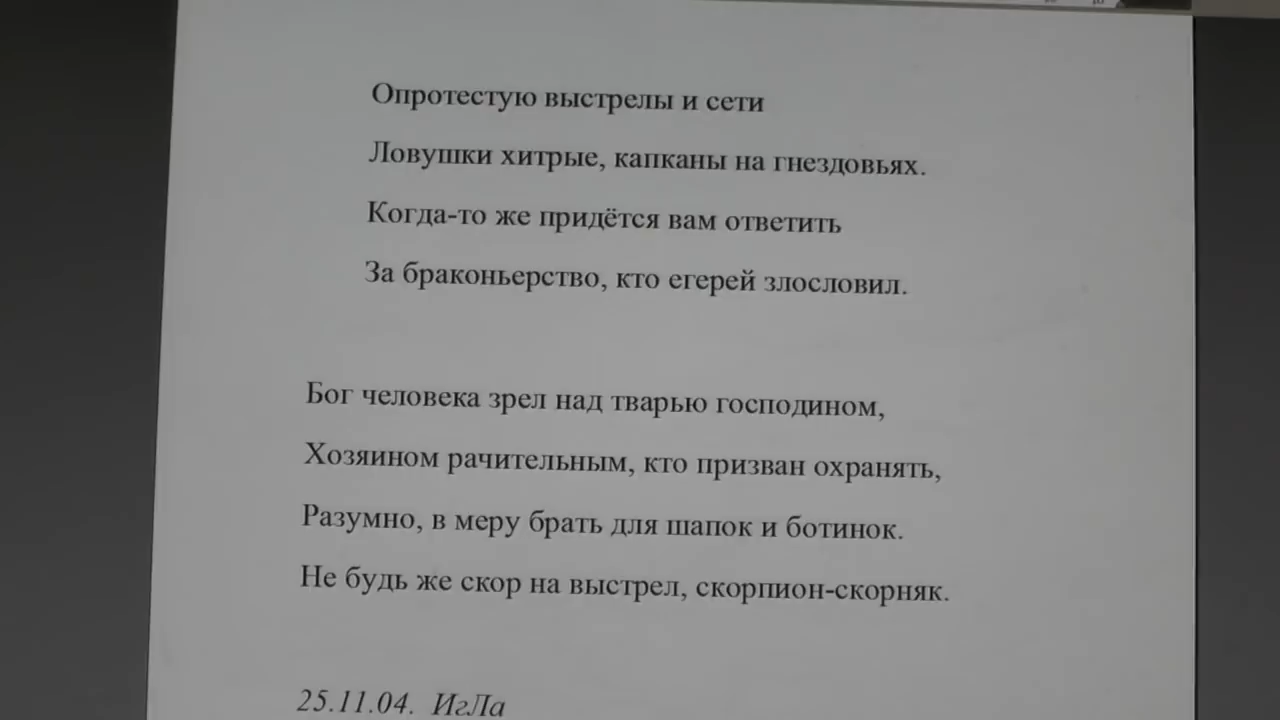 Опротестую выстрелы и сети
Ловушки хитрые, капканы на гнездовьях.
Когда-то же придётся вам ответить
За браконьерство, кто егерей злословил.
Бог человека зрел над тварью господином,
Хозяином рачительным, кто призван охранять,
Разумно, в меру брать для шапок и ботинок.
Не будь же скор на выстрел, скорпион-скорняк.
25.11.04. ИгЛа